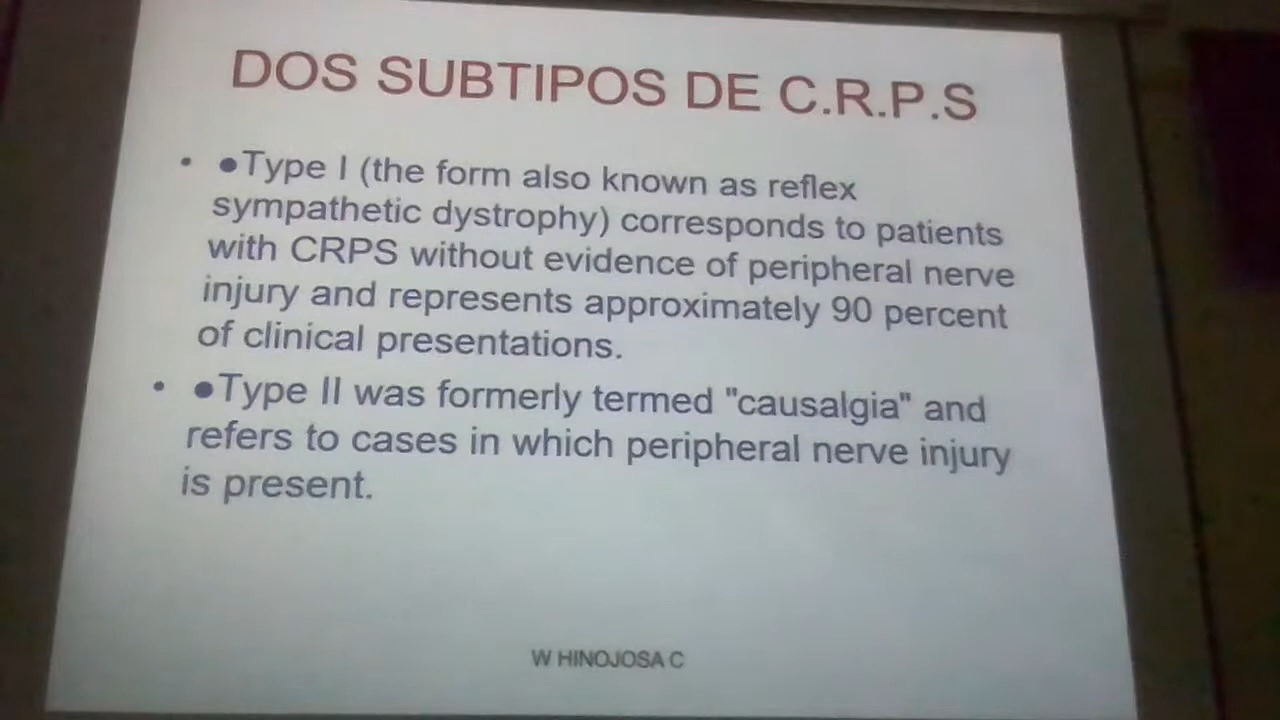 DOS SUBTIPOS DE C.R.P.S
• ●Type I (the form also known as reflex
sympathetic dystrophy) corresponds to patients
with CRPS without evidence of peripheral nerve
injury and represents approximately 90 percent
of clinical presentations.
• ●Type II was formerly termed "causalgia" and
refers to cases in which peripheral nerve injury
is present.
W HINOJOSA C